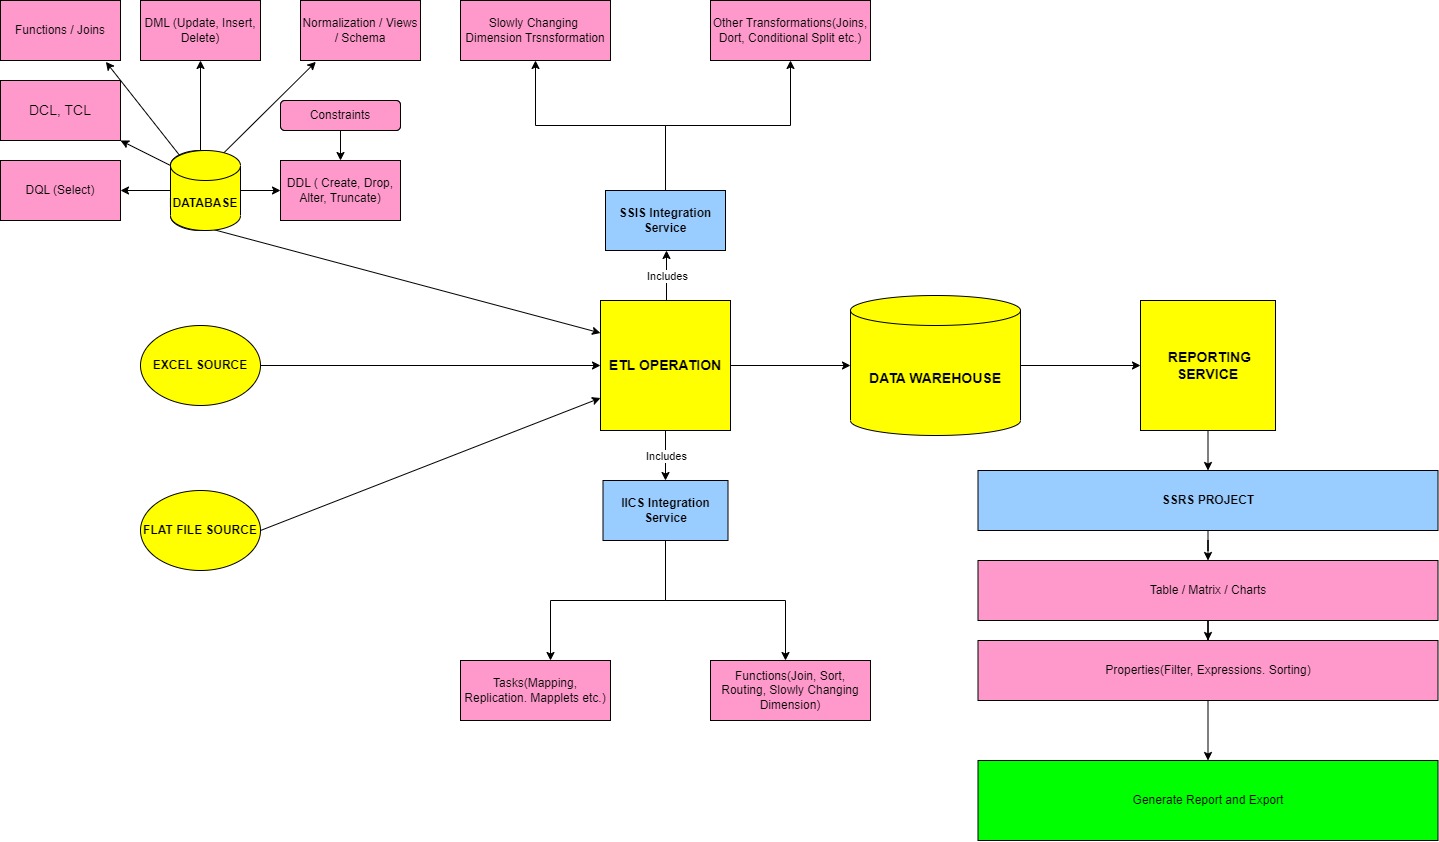 Functions / Joins
DML (Update, Insert,
Delete)
Normalization / Views
/ Schema
Slowly Changing
Dimension Trsnsformation
Other Transformations(Joins,
Dort, Conditional Split etc.)
DCL, TCL
Constraints
DQL (Select)
DATABASE
DDL ( Create, Drop,
Alter, Truncate)
SSIS Integration
Service
Includes
EXCEL SOURCE
ETL OPERATION
DATA WAREHOUSE
REPORTING
SERVICE
Includes
FLAT FILE SOURCE
IICS Integration
Service
SSRS PROJECT
Table / Matrix / Charts
Tasks(Mapping,
Replication. Mapplets etc.)
Functions(Join, Sort,
Routing, Slowly Changing
Dimension)
Properties(Filter, Expressions. Sorting)
Generate Report and Export